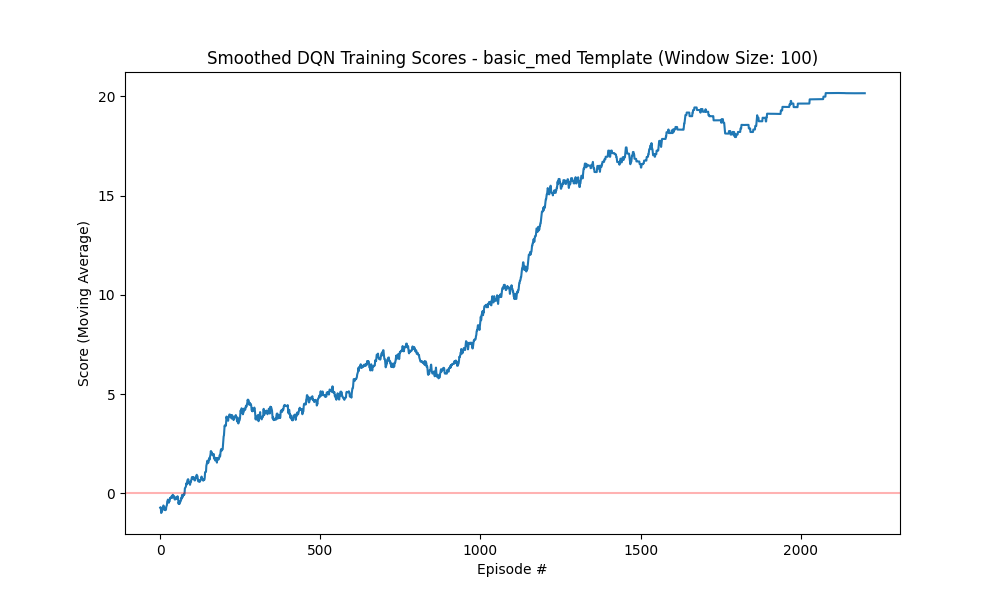 Smoothed DQN Training Scores - basic_med Template (Window Size: 100)
20
15
10
5
0
Score (Moving Average)
0 500 1000 1500 2000
Episode #